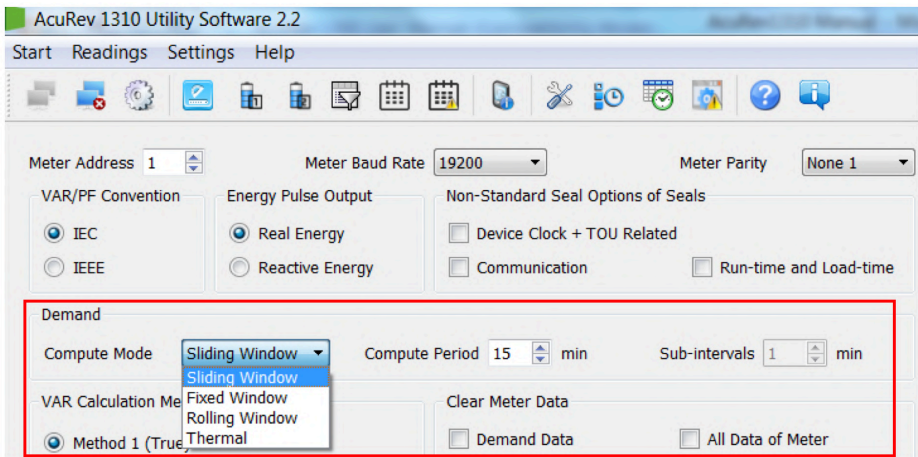 AcuRev 1310 Utility Software 2.2
Start Readings Settings Help
1 2
Meter Address 1 Meter Baud Rate 19200 Meter Parity None 1
VAR/PF Convention Energy Pulse Output Non-Standard Seal Options of Seals
IEC Real Energy Device Clock + TOU Related
IEEE Reactive Energy Communication Run-time and Load-time
Demand
Compute Mode Sliding Window Compute Period 15 min Sub-intervals 1 min
Sliding Window
VAR Calculation Me Fixed Window Clear Meter Data
Rolling Window
Method 1 (True Thermal Demand Data All Data of Meter